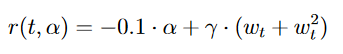 r(t, α) = −0.1 · α + γ · (w_t + w_t^2)